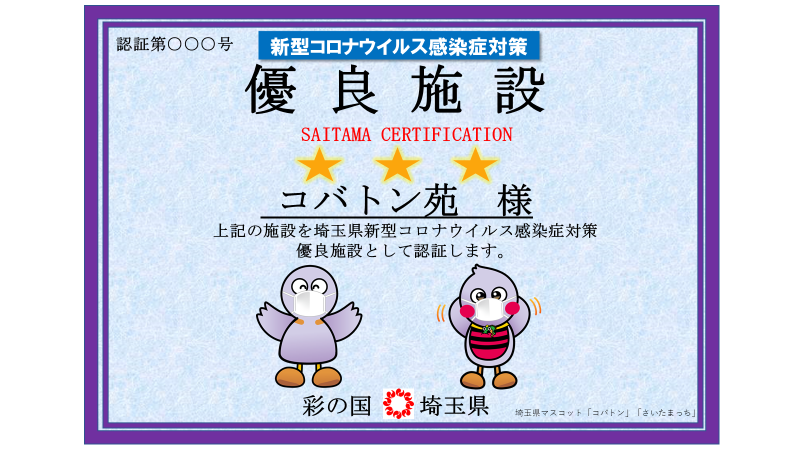 認証第〇〇〇号
新型コロナウイルス感染症対策
優良施設
SAITAMA CERTIFICATION
コバトン苑　様
上記の施設を埼玉県新型コロナウイルス感染症対策
優良施設として認証します。
彩の国 埼玉県
埼玉県マスコット「コバトン」「さいたまっち」